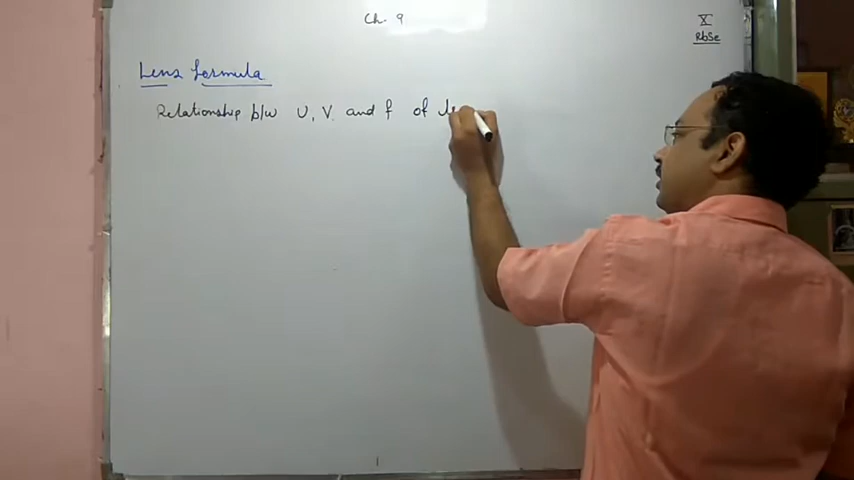 Ch. 9
X
RBSE
Lens formula
Relationship b/w U, V, and f of le